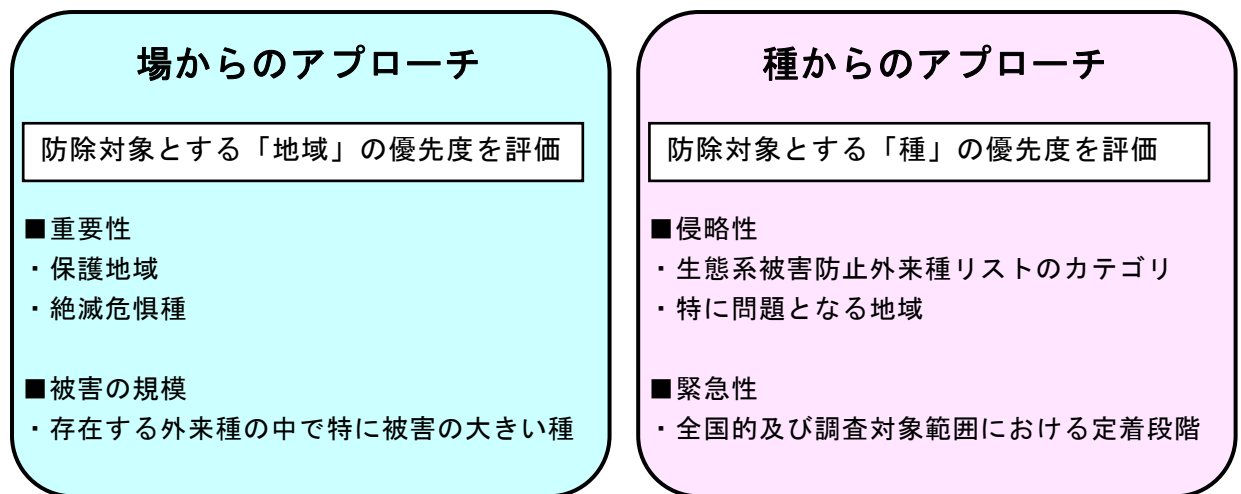 場からのアプローチ
防除対象とする「地域」の優先度を評価
■重要性
・保護地域
・絶滅危惧種
■被害の規模
・存在する外来種の中で特に被害の大きい種
種からのアプローチ
防除対象とする「種」の優先度を評価
■侵略性
・生態系被害防止外来種リストのカテゴリ
・特に問題となる地域
■緊急性
・全国的及び調査対象範囲における定着段階